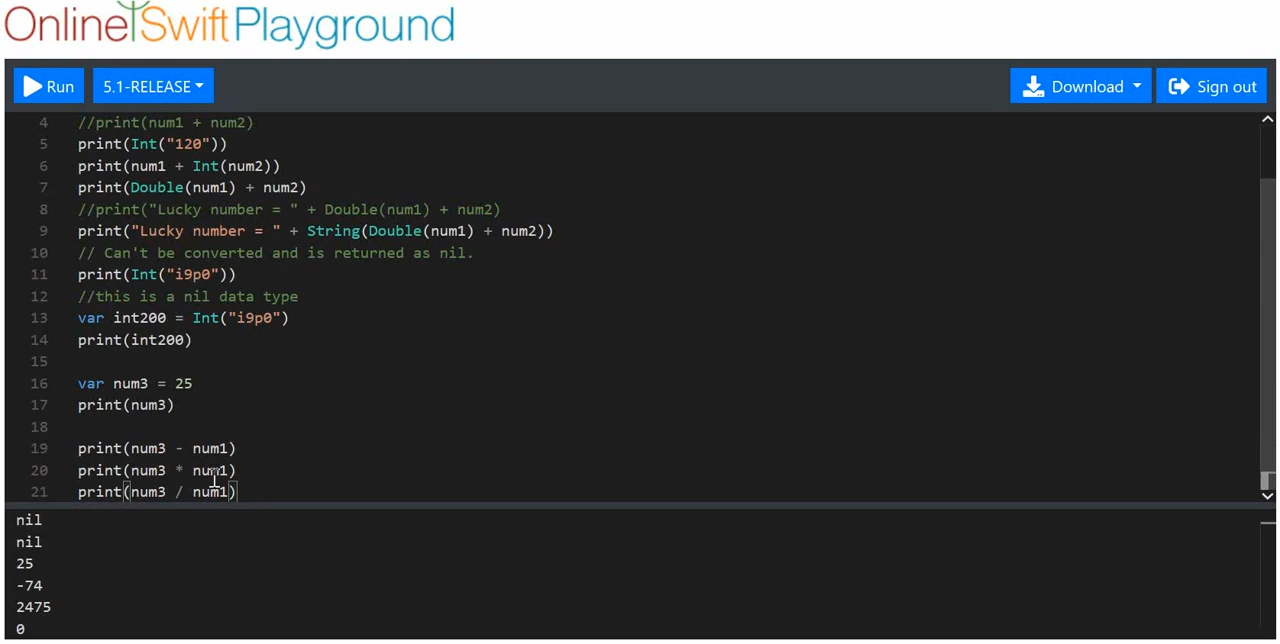 Online Swift Playground
Run 5.1-RELEASE Download Sign out
4 //print(num1 + num2)
5 print(Int("120"))
6 print(num1 + Int(num2))
7 print(Double(num1) + num2)
8 //print("Lucky number = " + Double(num1) + num2)
9 print("Lucky number = " + String(Double(num1) + num2))
10 // Can't be converted and is returned as nil.
11 print(Int("i9p0"))
12 //this is a nil data type
13 var int200 = Int("i9p0")
14 print(int200)
15
16 var num3 = 25
17 print(num3)
18
19 print(num3 - num1)
20 print(num3 * num1)
21 print(num3 / num1)
nil
nil
25
-74
2475
0